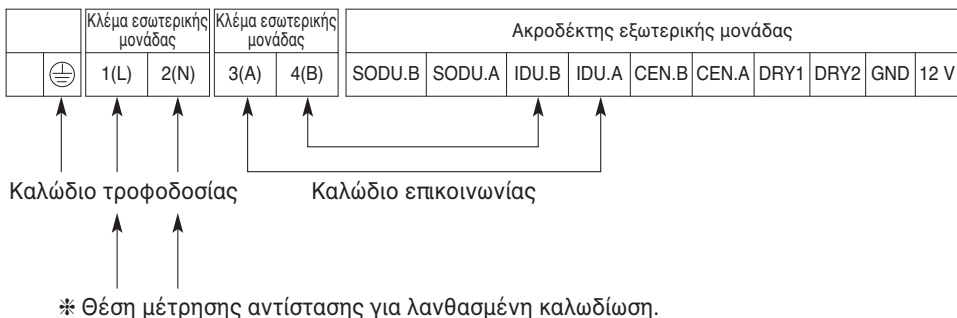 Κλέμα εσωτερικής μονάδας
Κλέμα εσωτερικής μονάδας
Ακροδέκτης εξωτερικής μονάδας
1(L) 2(N) 3(A) 4(B) SODU.B SODU.A IDU.B IDU.A CEN.B CEN.A DRY1 DRY2 GND 12 V
Καλώδιο τροφοδοσίας Καλώδιο επικοινωνίας
❈ Θέση μέτρησης αντίστασης για λανθασμένη καλωδίωση.